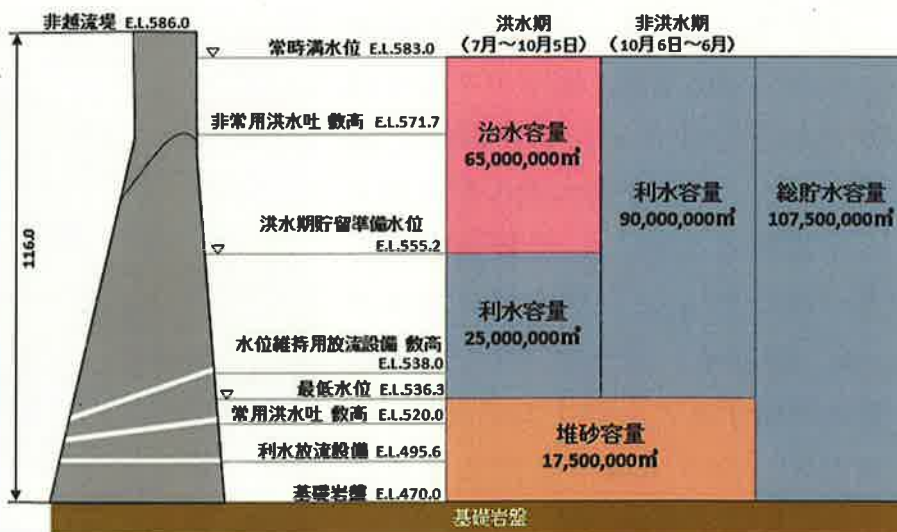 非越流堤 E.L.586.0
洪水期
(7月～10月5日)
非洪水期
(10月6日～6月)
常時満水位 E.L.583.0
非常用洪水吐 敷高 E.L.571.7
治水容量
65,000,000㎥
利水容量
90,000,000㎥
総貯水容量
107,500,000㎥
116.0
洪水期貯留準備水位
E.L.555.2
利水容量
25,000,000㎥
水位維持用放流設備 敷高
E.L.538.0
最低水位 E.L.536.3
常用洪水吐 敷高 E.L.520.0
堆砂容量
17,500,000㎥
利水放流設備 E.L.495.6
基礎岩盤 E.L.470.0
基礎岩盤